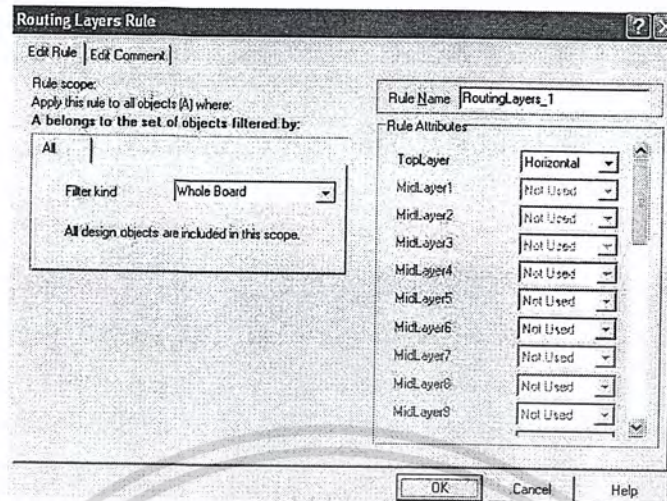 Routing Layers Rule
Edit Rule
Edit Comment
Rule scope:
Apply this rule to all objects (A) where:
A belongs to the set of objects filtered by:
All
Filter kind
Whole Board
All design objects are included in this scope.
Rule Name
RoutingLayers_1
Rule Attributes
TopLayer Horizontal
MidLayer1 Not Used
MidLayer2 Not Used
MidLayer3 Not Used
MidLayer4 Not Used
MidLayer5 Not Used
MidLayer6 Not Used
MidLayer7 Not Used
MidLayer8 Not Used
MidLayer9 Not Used
OK
Cancel
Help